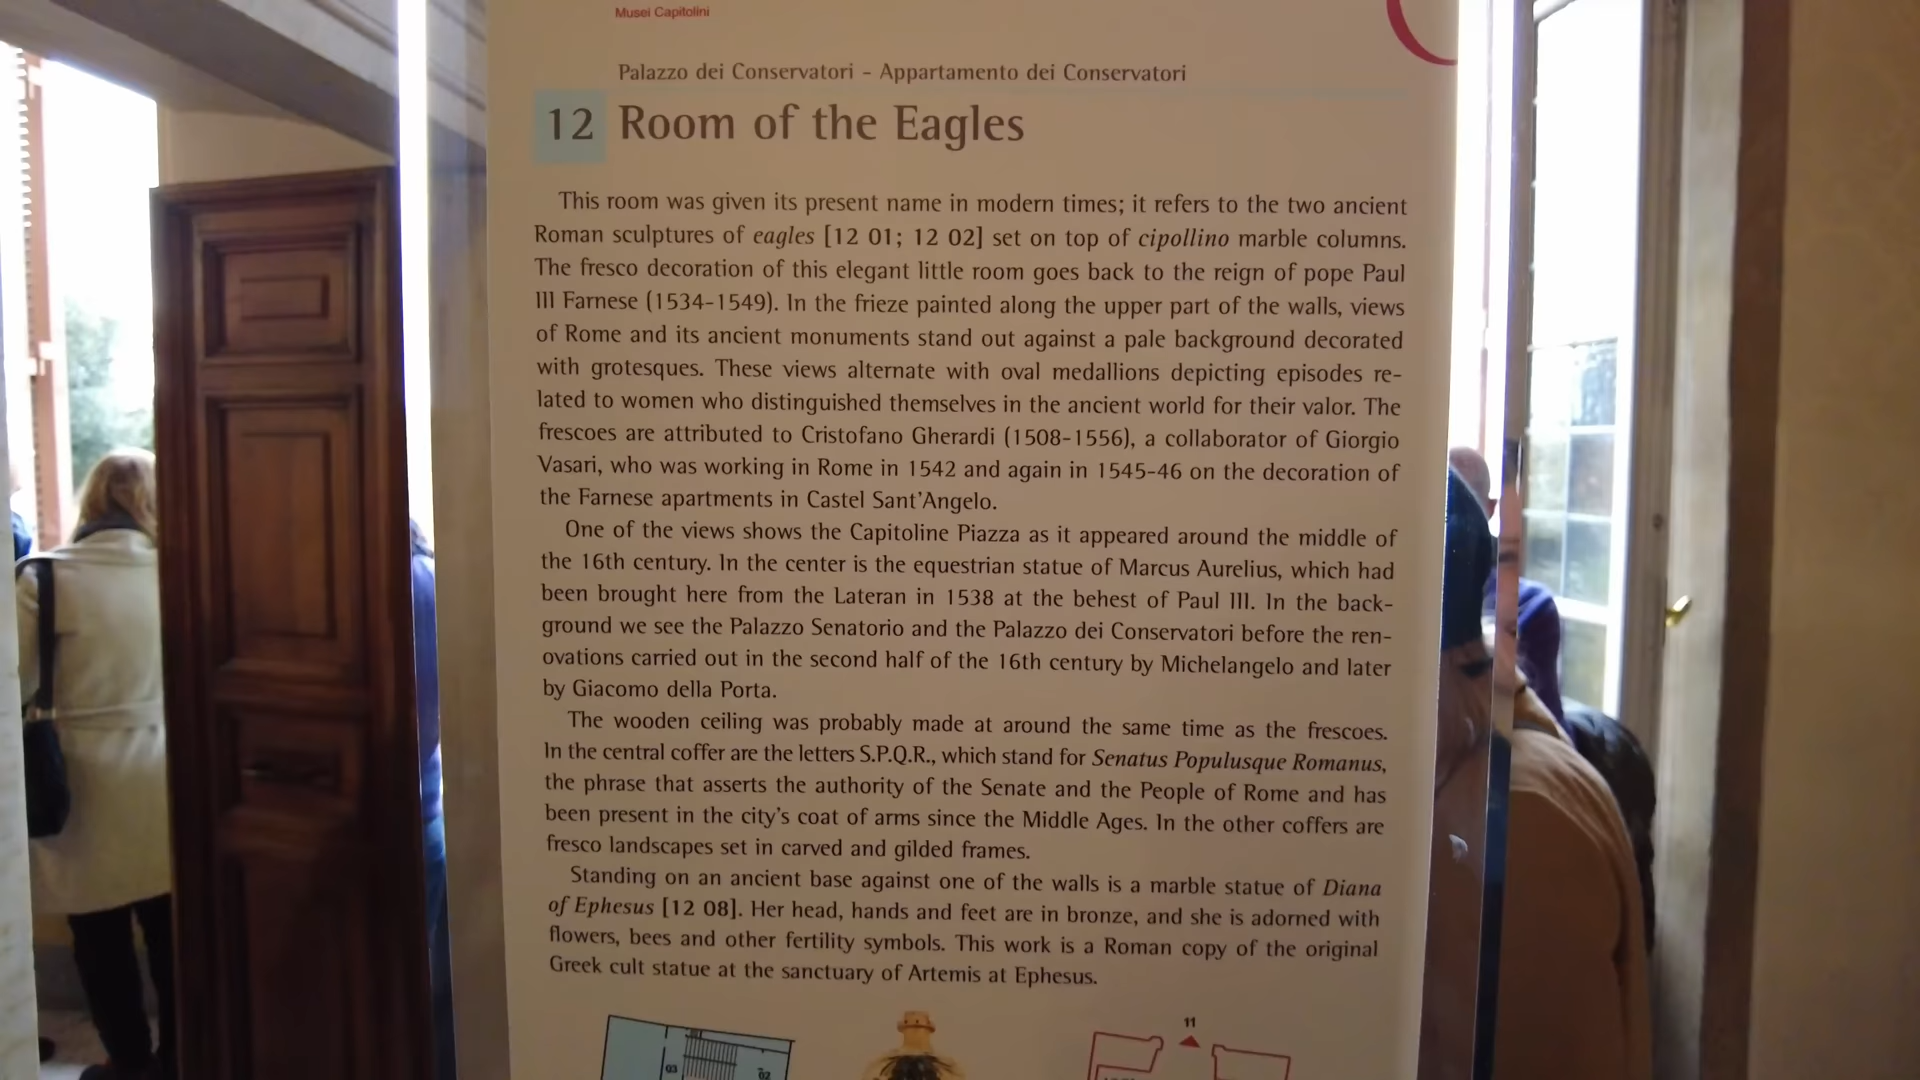 Musei Capitolini
Palazzo dei Conservatori - Appartamento dei Conservatori
12 Room of the Eagles
This room was given its present name in modern times; it refers to the two ancient
Roman sculptures of eagles [12 01; 12 02] set on top of cipollino marble columns.
The fresco decoration of this elegant little room goes back to the reign of pope Paul
III Farnese (1534-1549). In the frieze painted along the upper part of the walls, views
of Rome and its ancient monuments stand out against a pale background decorated
with grotesques. These views alternate with oval medallions depicting episodes re-
lated to women who distinguished themselves in the ancient world for their valor. The
frescoes are attributed to Cristofano Gherardi (1508-1556), a collaborator of Giorgio
Vasari, who was working in Rome in 1542 and again in 1545-46 on the decoration of
the Farnese apartments in Castel Sant'Angelo.
One of the views shows the Capitoline Piazza as it appeared around the middle of
the 16th century. In the center is the equestrian statue of Marcus Aurelius, which had
been brought here from the Lateran in 1538 at the behest of Paul III. In the back-
ground we see the Palazzo Senatorio and the Palazzo dei Conservatori before the ren-
ovations carried out in the second half of the 16th century by Michelangelo and later
by Giacomo della Porta.
The wooden ceiling was probably made at around the same time as the frescoes.
In the central coffer are the letters S.P.Q.R., which stand for Senatus Populusque Romanus,
the phrase that asserts the authority of the Senate and the People of Rome and has
been present in the city's coat of arms since the Middle Ages. In the other coffers are
fresco landscapes set in carved and gilded frames.
Standing on an ancient base against one of the walls is a marble statue of Diana
of Ephesus [12 08]. Her head, hands and feet are in bronze, and she is adorned with
flowers, bees and other fertility symbols. This work is a Roman copy of the original
Greek cult statue at the sanctuary of Artemis at Ephesus.
11
03
02